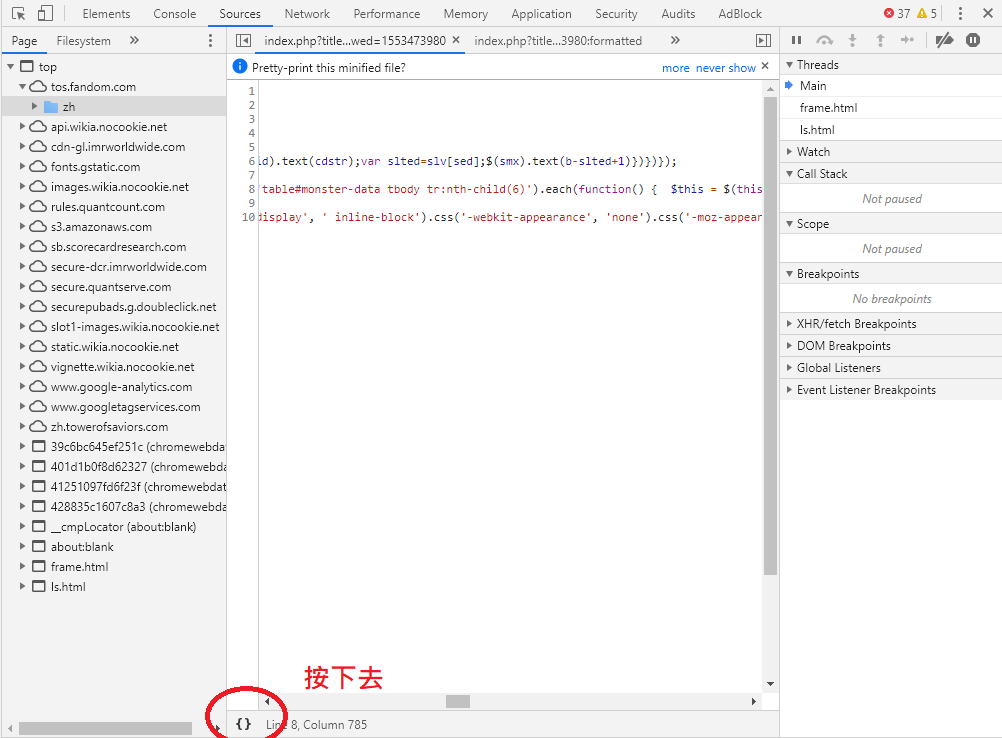 Elements Console Sources Network Performance Memory Application Security Audits AdBlock 37 5
Page Filesystem » index.php?title...wed=1553473980 × index.php?title...3980:formatted »
Pretty-print this minified file? more never show ×
top
tos.fandom.com
zh
api.wikia.nocookie.net
cdn-gl.imrworldwide.com
fonts.gstatic.com
images.wikia.nocookie.net
rules.quantcount.com
s3.amazonaws.com
sb.scorecardresearch.com
secure-dcr.imrworldwide.com
secure.quantserve.com
securepubads.g.doubleclick.net
slot1-images.wikia.nocookie.net
static.wikia.nocookie.net
vignette.wikia.nocookie.net
www.google-analytics.com
www.googletagservices.com
zh.towerofsaviors.com
39c6bc645ef251c (chromewebdat
401d1b0f8d62327 (chromewebda
41251097fd6f23f (chromewebdat
428835c1607c8a3 (chromewebda
__cmpLocator (about:blank)
about:blank
frame.html
ls.html
1
2
3
4
5
6 id).text(cdstr);var slted=slv[sed];$(smx).text(b-slted+1)})})});
7
8 'table#monster-data tbody tr:nth-child(6)').each(function() { $this = $(this
9
10 display', ' inline-block').css('-webkit-appearance', 'none').css('-moz-appear
按下去
{} Line 8, Column 785
Threads
Main
frame.html
ls.html
Watch
Call Stack
Not paused
Scope
Not paused
Breakpoints
No breakpoints
XHR/fetch Breakpoints
DOM Breakpoints
Global Listeners
Event Listener Breakpoints